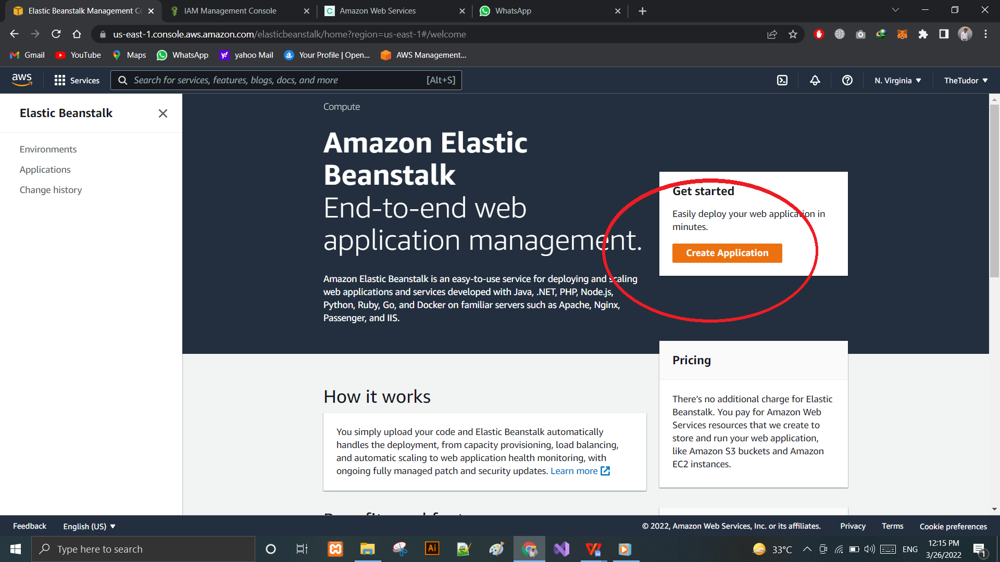 Elastic Beanstalk Management Co
IAM Management Console
Amazon Web Services
WhatsApp
us-east-1.console.aws.amazon.com/elasticbeanstalk/home?region=us-east-1#/welcome
Gmail
YouTube
Maps
WhatsApp
yahoo Mail
Your Profile | Open...
AWS Management...
aws
Services
Search for services, features, blogs, docs, and more
[Alt+S]
N. Virginia
TheTudor
Elastic Beanstalk
Environments
Applications
Change history
Compute
Amazon Elastic
Beanstalk
End-to-end web
application management.
Amazon Elastic Beanstalk is an easy-to-use service for deploying and scaling
web applications and services developed with Java, .NET, PHP, Node.js,
Python, Ruby, Go, and Docker on familiar servers such as Apache, Nginx,
Passenger, and IIS.
Get started
Easily deploy your web application in
minutes.
Create Application
Pricing
There's no additional charge for Elastic
Beanstalk. You pay for Amazon Web
Services resources that we create to
store and run your web application,
like Amazon S3 buckets and Amazon
EC2 instances.
How it works
You simply upload your code and Elastic Beanstalk automatically
handles the deployment, from capacity provisioning, load balancing,
and automatic scaling to web application health monitoring, with
ongoing fully managed patch and security updates. Learn more
Feedback
English (US)
© 2022, Amazon Web Services, Inc. or its affiliates.
Privacy
Terms
Cookie preferences
Type here to search
Ai
33°C
ENG
12:15 PM
3/26/2022
1